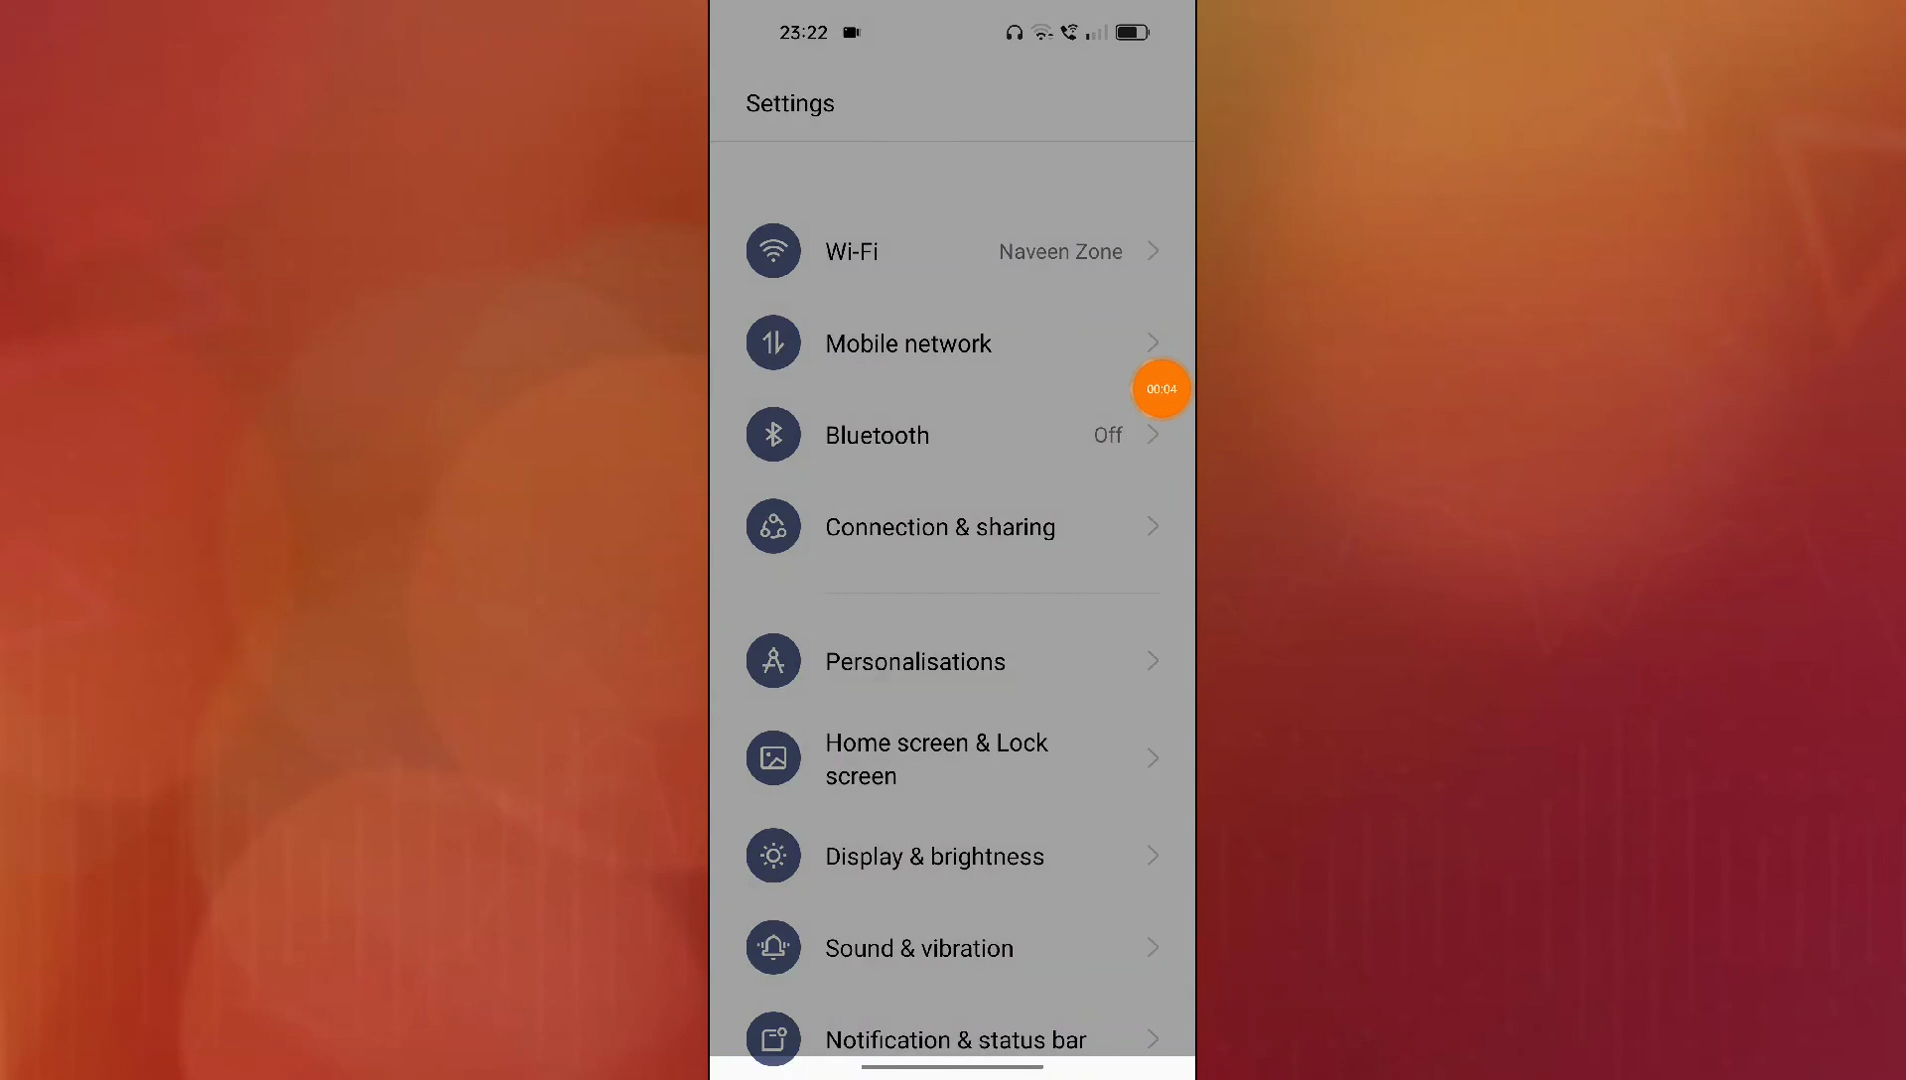 23:22
Settings
Wi-Fi Naveen Zone
Mobile network
00:04
Bluetooth Off
Connection & sharing
Personalisations
Home screen & Lock
screen
Display & brightness
Sound & vibration
Notification & status bar